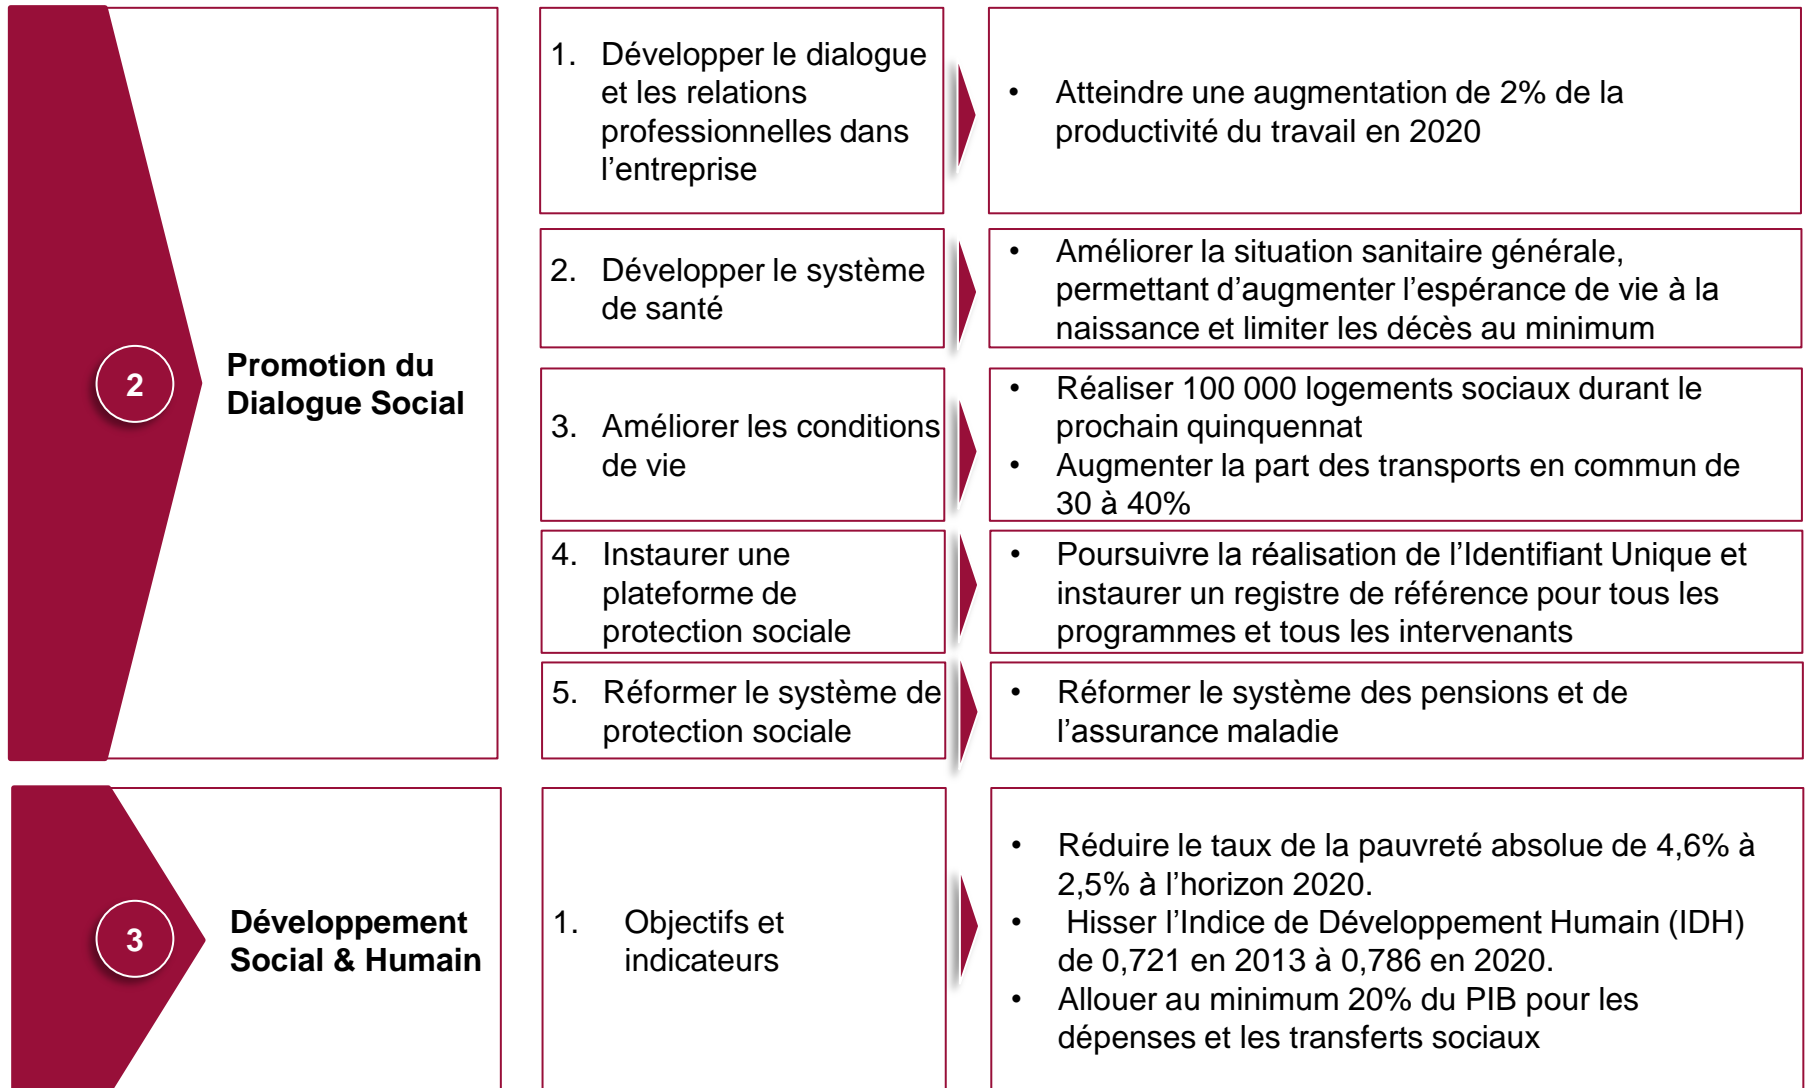 2
Promotion du
Dialogue Social
1. Développer le dialogue
et les relations
professionnelles dans
l’entreprise
• Atteindre une augmentation de 2% de la
productivité du travail en 2020
2. Développer le système
de santé
• Améliorer la situation sanitaire générale,
permettant d’augmenter l’espérance de vie à la
naissance et limiter les décès au minimum
3. Améliorer les conditions
de vie
• Réaliser 100 000 logements sociaux durant le
prochain quinquennat
• Augmenter la part des transports en commun de
30 à 40%
4. Instaurer une
plateforme de
protection sociale
• Poursuivre la réalisation de l’Identifiant Unique et
instaurer un registre de référence pour tous les
programmes et tous les intervenants
5. Réformer le système de
protection sociale
• Réformer le système des pensions et de
l’assurance maladie
3
Développement
Social & Humain
1. Objectifs et
indicateurs
• Réduire le taux de la pauvreté absolue de 4,6% à
2,5% à l’horizon 2020.
• Hisser l’Indice de Développement Humain (IDH)
de 0,721 en 2013 à 0,786 en 2020.
• Allouer au minimum 20% du PIB pour les
dépenses et les transferts sociaux